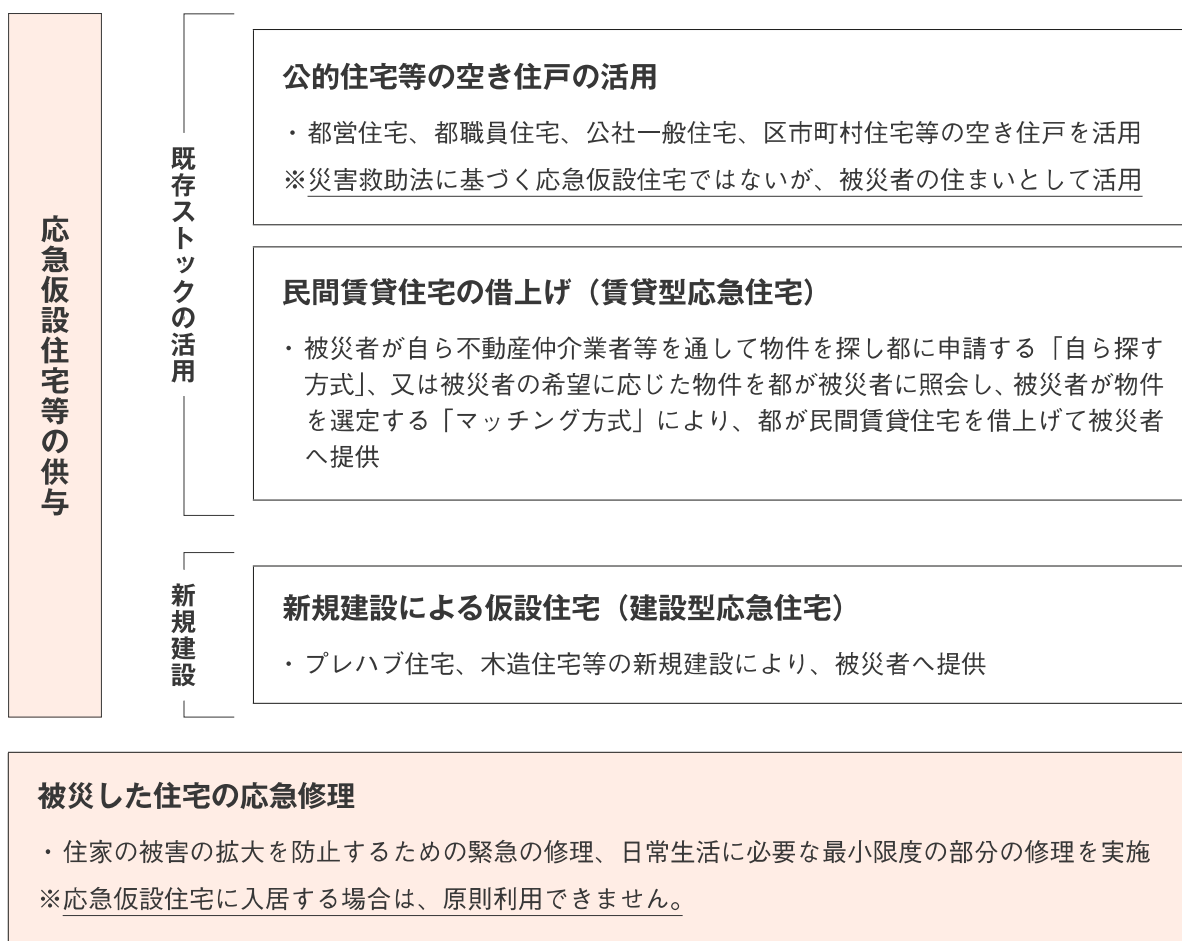 応急仮設住宅等の供与
既存ストックの活用
公的住宅等の空き住戸の活用
・都営住宅、都職員住宅、公社一般住宅、区市町村住宅等の空き住戸を活用
※災害救助法に基づく応急仮設住宅ではないが、被災者の住まいとして活用
民間賃貸住宅の借上げ（賃貸型応急住宅）
・被災者が自ら不動産仲介業者等を通して物件を探し都に申請する「自ら探す
方式」、又は被災者の希望に応じた物件を都が被災者に照会し、被災者が物件
を選定する「マッチング方式」により、都が民間賃貸住宅を借上げて被災者
へ提供
新規建設
新規建設による仮設住宅（建設型応急住宅）
・プレハブ住宅、木造住宅等の新規建設により、被災者へ提供
被災した住宅の応急修理
・住家の被害の拡大を防止するための緊急の修理、日常生活に必要な最小限度の部分の修理を実施
※応急仮設住宅に入居する場合は、原則利用できません。